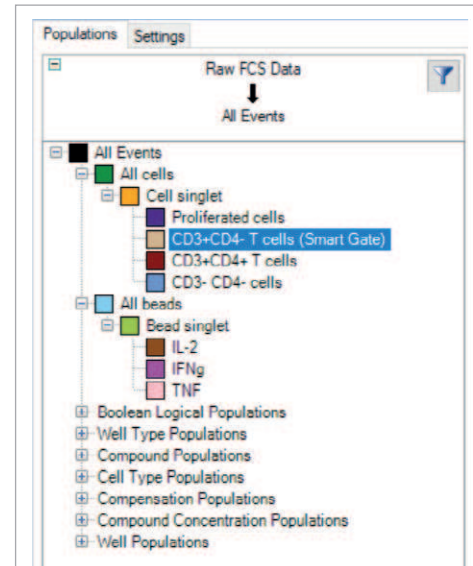 Populations Settings
Raw FCS Data
All Events
All Events
All cells
Cell singlet
Proliferated cells
CD3+CD4- T cells (Smart Gate)
CD3+CD4+ T cells
CD3- CD4- cells
All beads
Bead singlet
IL-2
IFNg
TNF
Boolean Logical Populations
Well Type Populations
Compound Populations
Cell Type Populations
Compensation Populations
Compound Concentration Populations
Well Populations